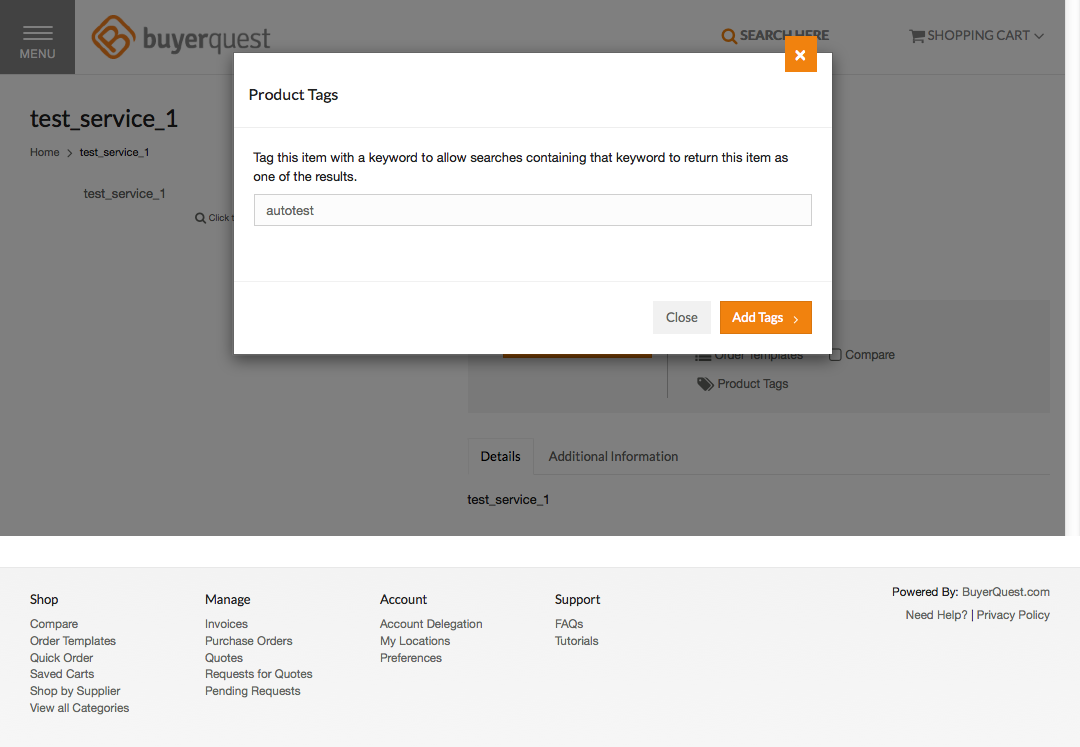 MENU
buyerquest
SEARCH HERE
SHOPPING CART
Product Tags
test_service_1
Home > test_service_1
Tag this item with a keyword to allow searches containing that keyword to return this item as
one of the results.
test_service_1
autotest
Click t
Close
Add Tags >
Order Templates
Compare
Product Tags
Details
Additional Information
test_service_1
Shop
Compare
Order Templates
Quick Order
Saved Carts
Shop by Supplier
View all Categories
Manage
Invoices
Purchase Orders
Quotes
Requests for Quotes
Pending Requests
Account
Account Delegation
My Locations
Preferences
Support
FAQs
Tutorials
Powered By: BuyerQuest.com
Need Help? | Privacy Policy